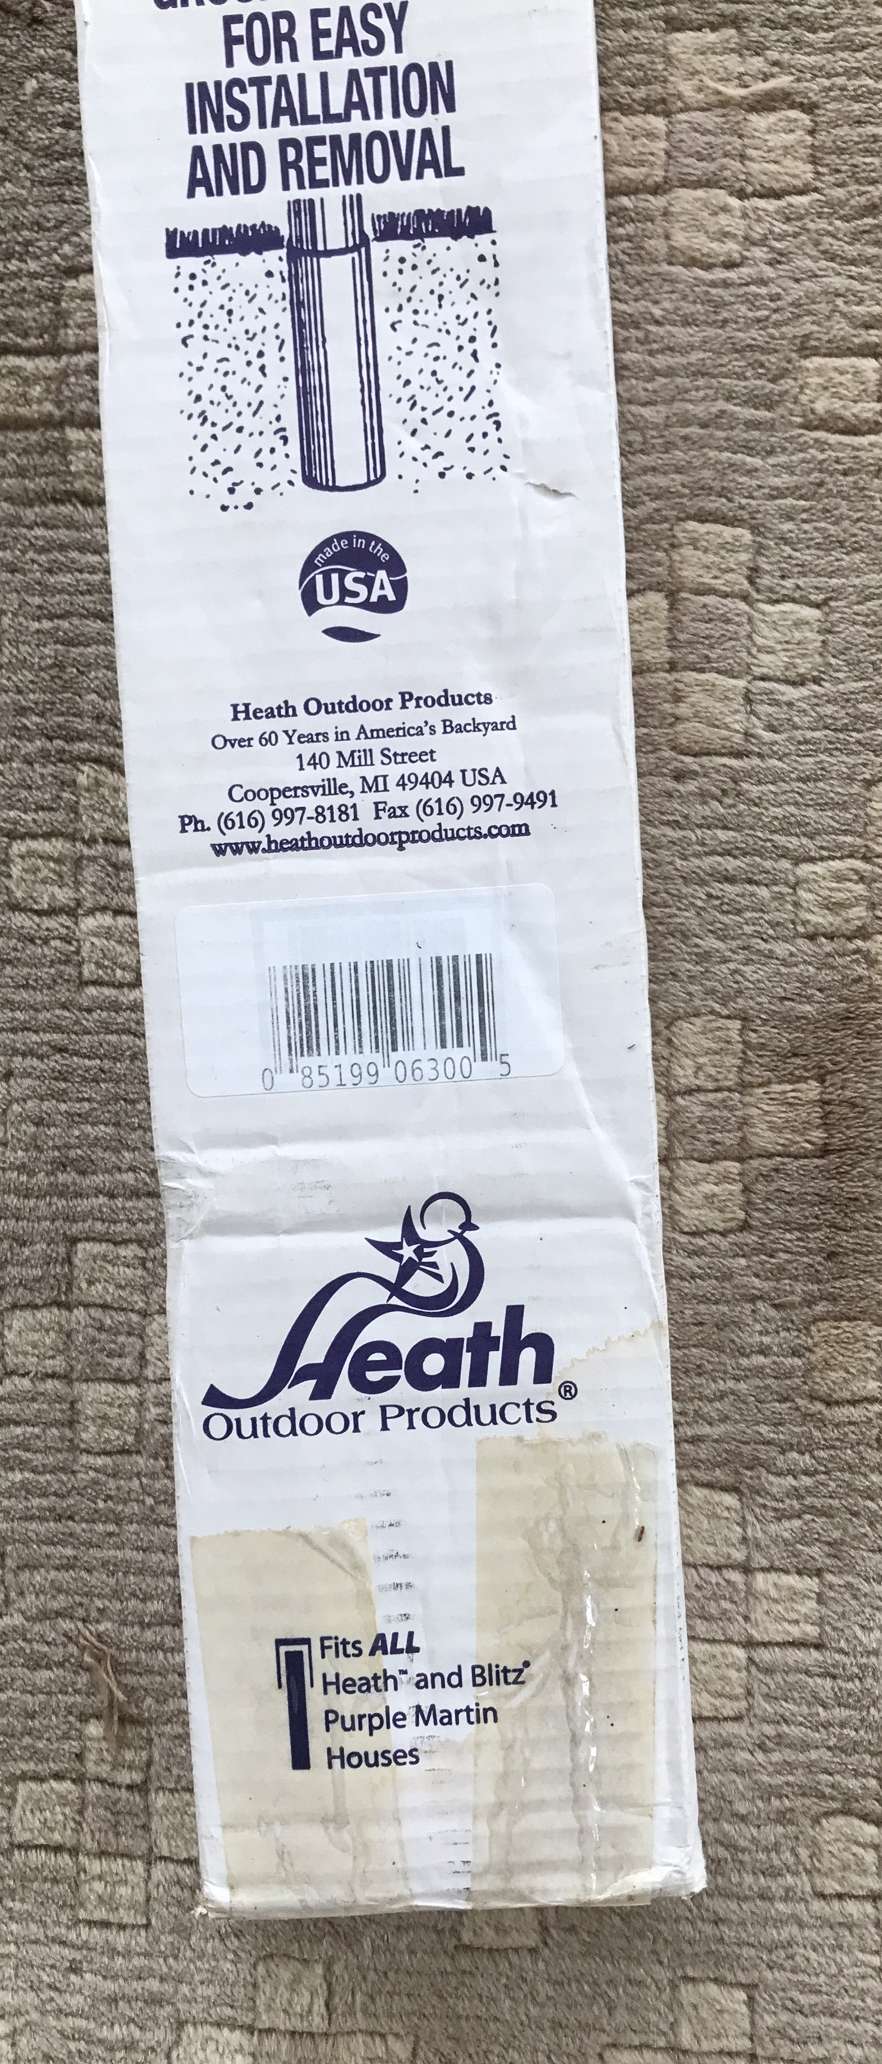 FOR EASY
INSTALLATION
AND REMOVAL
made in the
USA
Heath Outdoor Products
Over 60 Years in America's Backyard
140 Mill Street
Coopersville, MI 49404 USA
Ph. (616) 997-8181 Fax (616) 997-9491
www.heathoutdoorproducts.com
0 85199 06300 5
Heath
Outdoor Products®
Fits ALL
Heath™ and Blitz®
Purple Martin
Houses